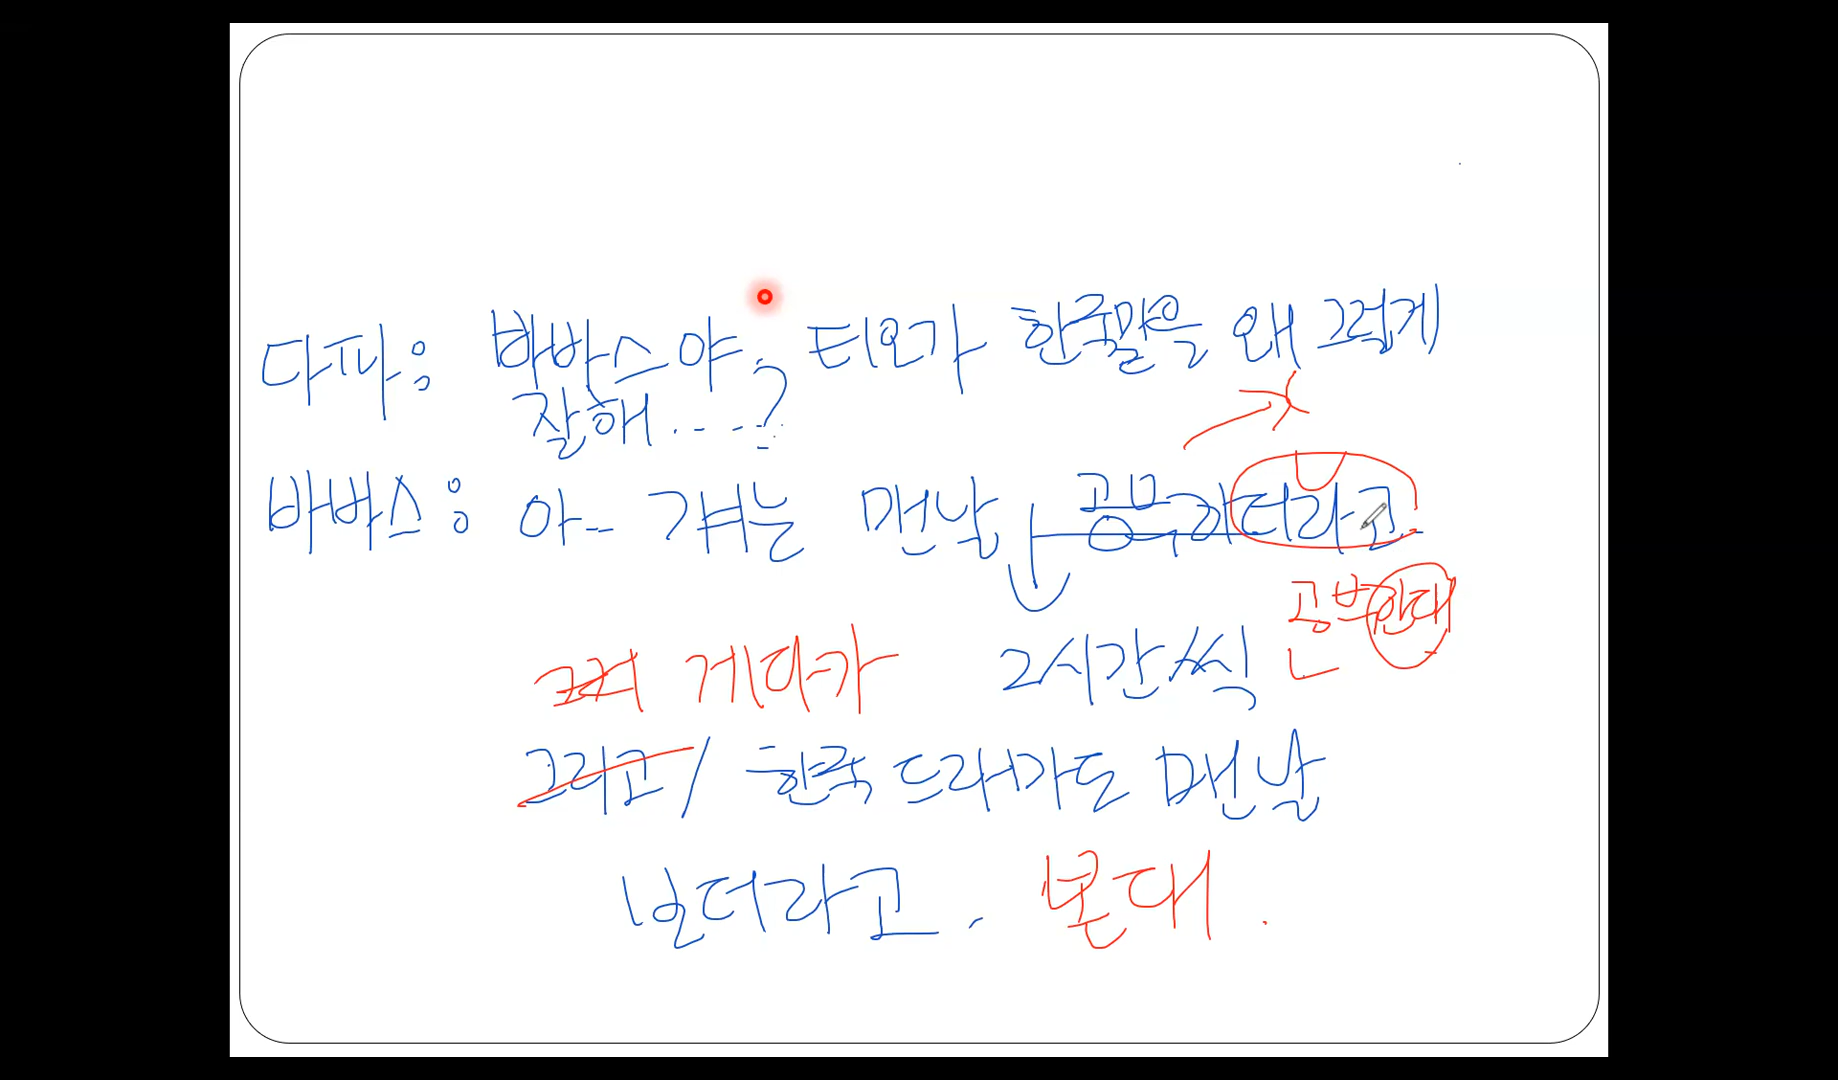 다파: 바바스야. 티오가 한국말을 왜 그렇게
잘해....?
바바스: 아.. 걔는 맨날 공부하더라고
공부한대
그래 게다가 2시간씩
그리고 / 한국 드라마도 맨날
보더라고. 본대.